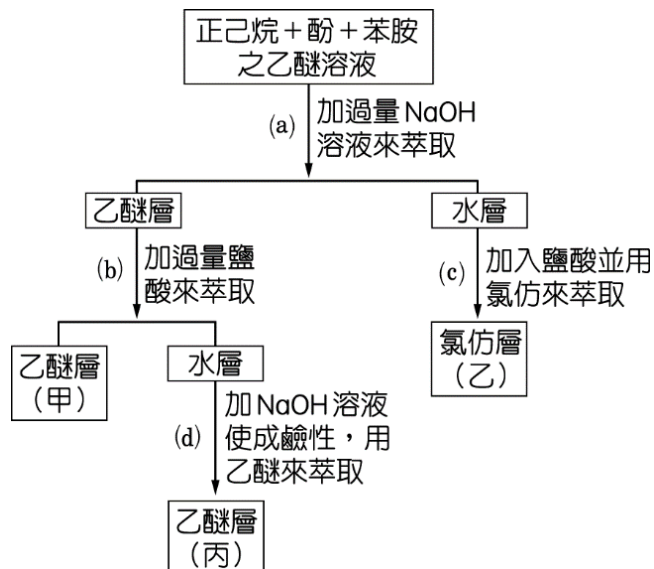 正己烷＋酚＋苯胺
之乙醚溶液
(a)
加過量 NaOH
溶液來萃取
乙醚層
水層
(b)
加過量鹽
酸來萃取
(c)
加入鹽酸並用
氯仿來萃取
乙醚層
（甲）
水層
氯仿層
（乙）
(d)
加 NaOH 溶液
使成鹼性，用
乙醚來萃取
乙醚層
（丙）